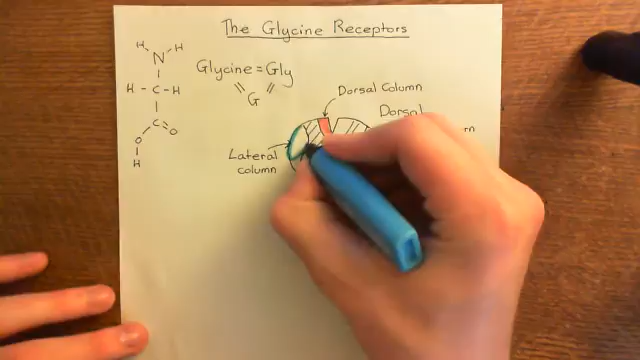 The Glycine Receptors
H H
N
H - C - H
C
O O
H
Glycine = Gly
G
Dorsal Column
Dorsal
Lateral
column